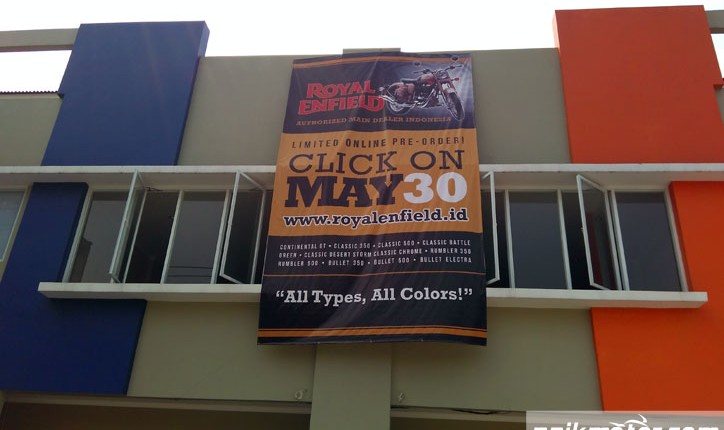 ROYAL
ENFIELD
AUTHORIZED MAIN DEALER INDONESIA
LIMITED ONLINE PRE-ORDER!
CLICK ON
MAY 30
www.royalenfield.id
CONTINENTAL GT • CLASSIC 350 • CLASSIC 500 • CLASSIC BATTLE
GREEN • CLASSIC DESERT STORM CLASSIC CHROME • RUMBLER 350
RUMBLER 500 • BULLET 350 • BULLET 500 • BULLET ELECTRA
“All Types, All Colors!”